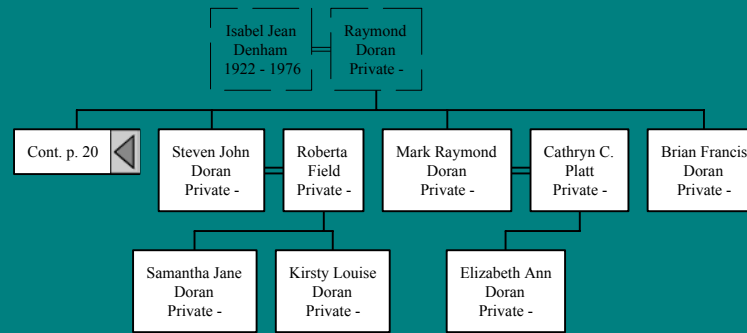 Isabel Jean
Denham
1922 - 1976
Raymond
Doran
Private -
Cont. p. 20
Steven John
Doran
Private -
Roberta
Field
Private -
Mark Raymond
Doran
Private -
Cathryn C.
Platt
Private -
Brian Francis
Doran
Private -
Samantha Jane
Doran
Private -
Kirsty Louise
Doran
Private -
Elizabeth Ann
Doran
Private -